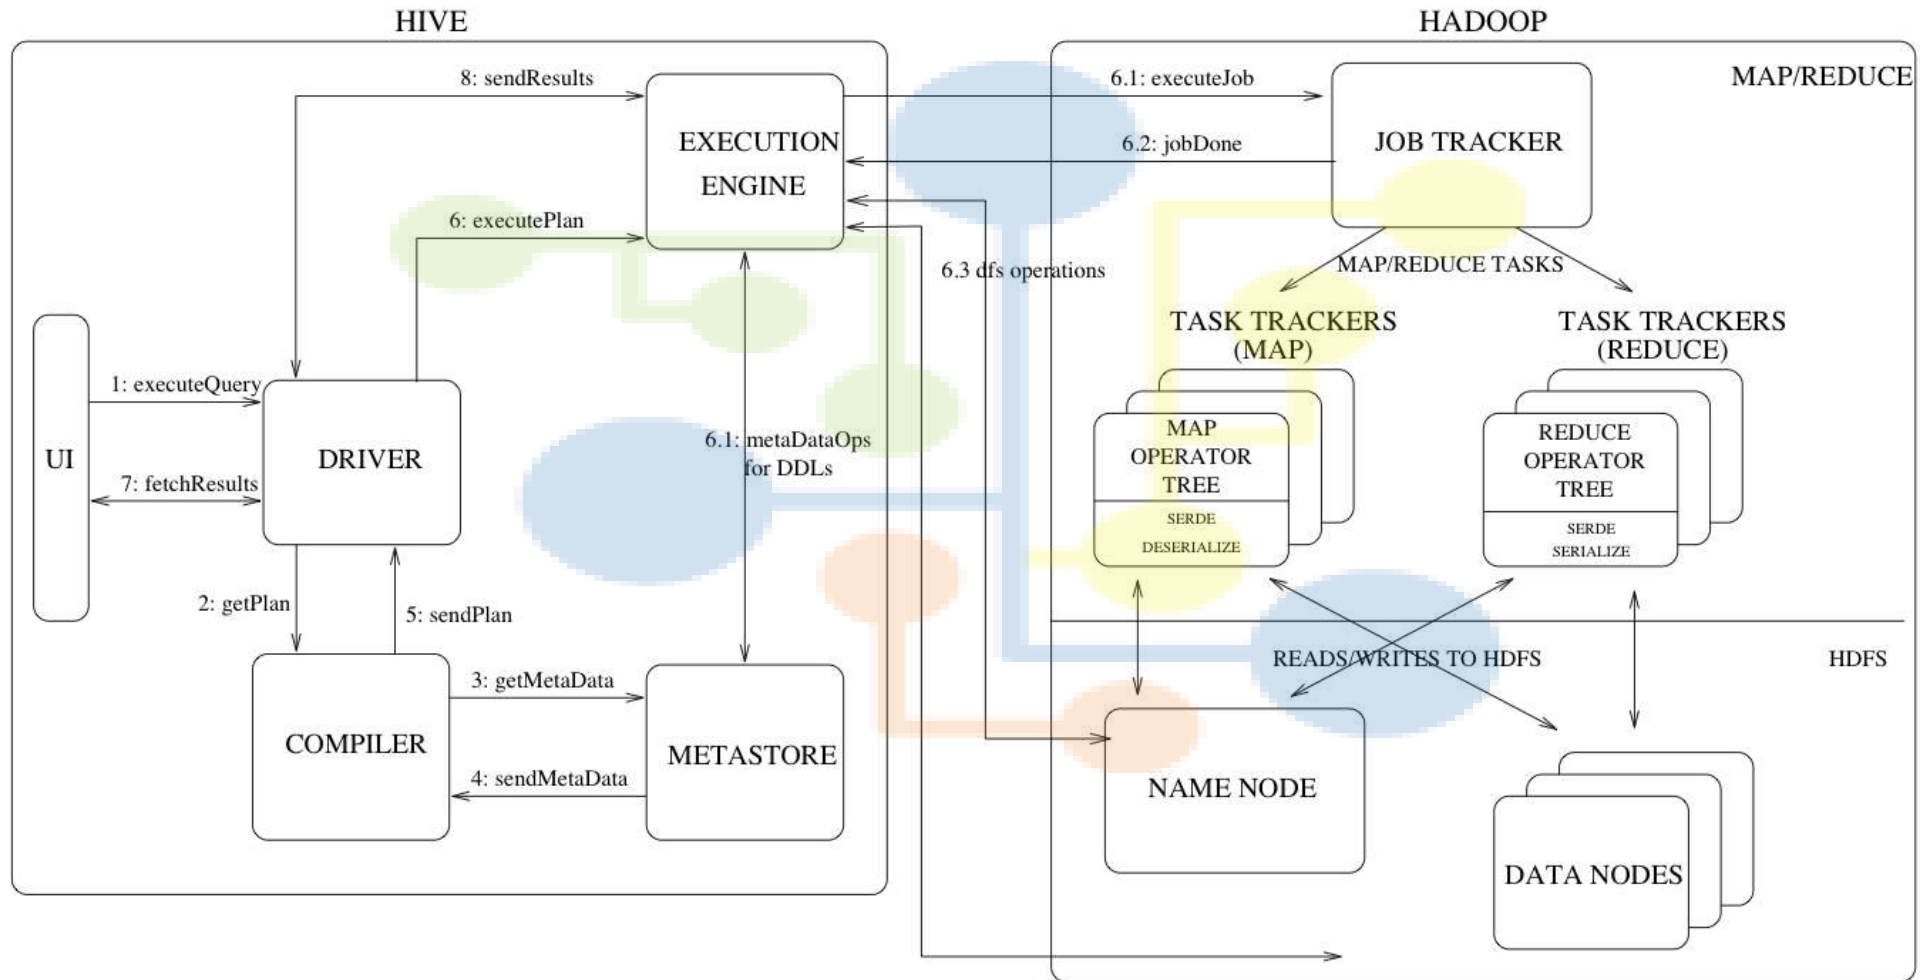 HIVE
HADOOP
8: sendResults
6.1: executeJob
MAP/REDUCE
EXECUTION
ENGINE
6.2: jobDone
JOB TRACKER
6: executePlan
6.3 dfs operations
MAP/REDUCE TASKS
TASK TRACKERS
(MAP)
TASK TRACKERS
(REDUCE)
1: executeQuery
UI
DRIVER
7: fetchResults
6.1: metaDataOps
for DDLs
MAP
OPERATOR
TREE
SERDE
DESERIALIZE
REDUCE
OPERATOR
TREE
SERDE
SERIALIZE
2: getPlan
5: sendPlan
READS/WRITES TO HDFS
HDFS
3: getMetaData
COMPILER
METASTORE
4: sendMetaData
NAME NODE
DATA NODES